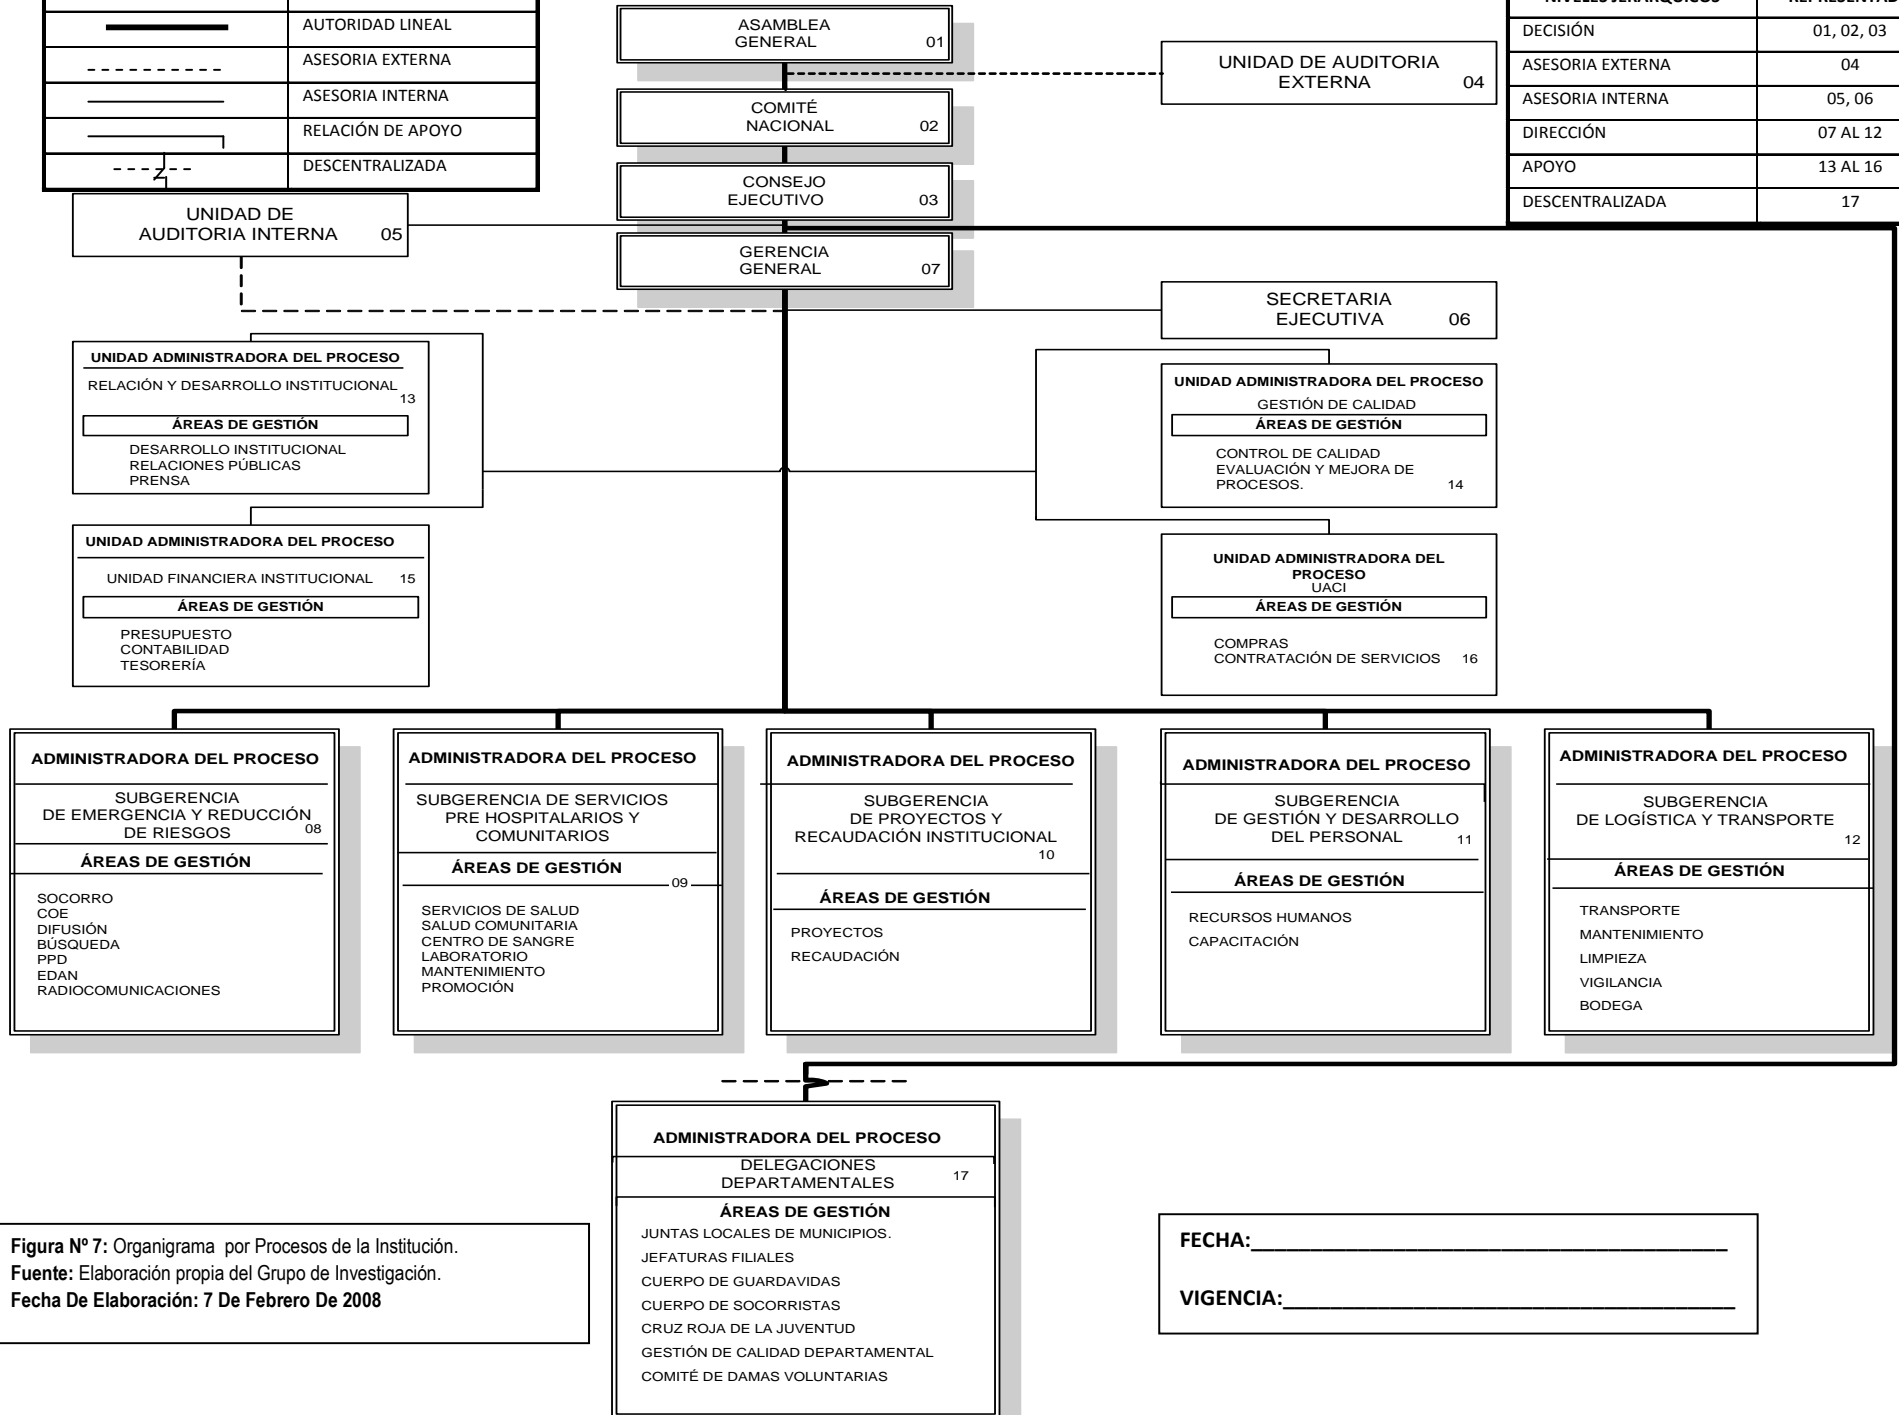 AUTORIDAD LINEAL
ASESORIA EXTERNA
ASESORIA INTERNA
RELACIÓN DE APOYO
DESCENTRALIZADA
ASAMBLEA
GENERAL 01
UNIDAD DE AUDITORIA
EXTERNA 04
COMITÉ
NACIONAL 02
CONSEJO
EJECUTIVO 03
NIVELES JERÁRQUICOS
DECISIÓN 01, 02, 03
ASESORIA EXTERNA 04
ASESORIA INTERNA 05, 06
DIRECCIÓN 07 AL 12
APOYO 13 AL 16
DESCENTRALIZADA 17
UNIDAD DE
AUDITORIA INTERNA 05
GERENCIA
GENERAL 07
SECRETARIA
EJECUTIVA 06
UNIDAD ADMINISTRADORA DEL PROCESO
RELACIÓN Y DESARROLLO INSTITUCIONAL
13
ÁREAS DE GESTIÓN
DESARROLLO INSTITUCIONAL
RELACIONES PÚBLICAS
PRENSA
UNIDAD ADMINISTRADORA DEL PROCESO
GESTIÓN DE CALIDAD
ÁREAS DE GESTIÓN
CONTROL DE CALIDAD
EVALUACIÓN Y MEJORA DE
PROCESOS. 14
UNIDAD ADMINISTRADORA DEL PROCESO
UNIDAD FINANCIERA INSTITUCIONAL 15
ÁREAS DE GESTIÓN
PRESUPUESTO
CONTABILIDAD
TESORERÍA
UNIDAD ADMINISTRADORA DEL
PROCESO
UACI
ÁREAS DE GESTIÓN
COMPRAS
CONTRATACIÓN DE SERVICIOS 16
ADMINISTRADORA DEL PROCESO
SUBGERENCIA
DE EMERGENCIA Y REDUCCIÓN
DE RIESGOS 08
ÁREAS DE GESTIÓN
SOCORRO
COE
DIFUSIÓN
BÚSQUEDA
PPD
EDAN
RADIOCOMUNICACIONES
ADMINISTRADORA DEL PROCESO
SUBGERENCIA DE SERVICIOS
PRE HOSPITALARIOS Y
COMUNITARIOS
ÁREAS DE GESTIÓN
09
SERVICIOS DE SALUD
SALUD COMUNITARIA
CENTRO DE SANGRE
LABORATORIO
MANTENIMIENTO
PROMOCIÓN
ADMINISTRADORA DEL PROCESO
SUBGERENCIA
DE PROYECTOS Y
RECAUDACIÓN INSTITUCIONAL
10
ÁREAS DE GESTIÓN
PROYECTOS
RECAUDACIÓN
ADMINISTRADORA DEL PROCESO
SUBGERENCIA
DE GESTIÓN Y DESARROLLO
DEL PERSONAL 11
ÁREAS DE GESTIÓN
RECURSOS HUMANOS
CAPACITACIÓN
ADMINISTRADORA DEL PROCESO
SUBGERENCIA
DE LOGÍSTICA Y TRANSPORTE
12
ÁREAS DE GESTIÓN
TRANSPORTE
MANTENIMIENTO
LIMPIEZA
VIGILANCIA
BODEGA
ADMINISTRADORA DEL PROCESO
DELEGACIONES
DEPARTAMENTALES 17
ÁREAS DE GESTIÓN
JUNTAS LOCALES DE MUNICIPIOS.
JEFATURAS FILIALES
CUERPO DE GUARDAVIDAS
CUERPO DE SOCORRISTAS
CRUZ ROJA DE LA JUVENTUD
GESTIÓN DE CALIDAD DEPARTAMENTAL
COMITÉ DE DAMAS VOLUNTARIAS
Figura Nº 7: Organigrama por Procesos de la Institución.
Fuente: Elaboración propia del Grupo de Investigación.
Fecha De Elaboración: 7 De Febrero De 2008
FECHA:
VIGENCIA: